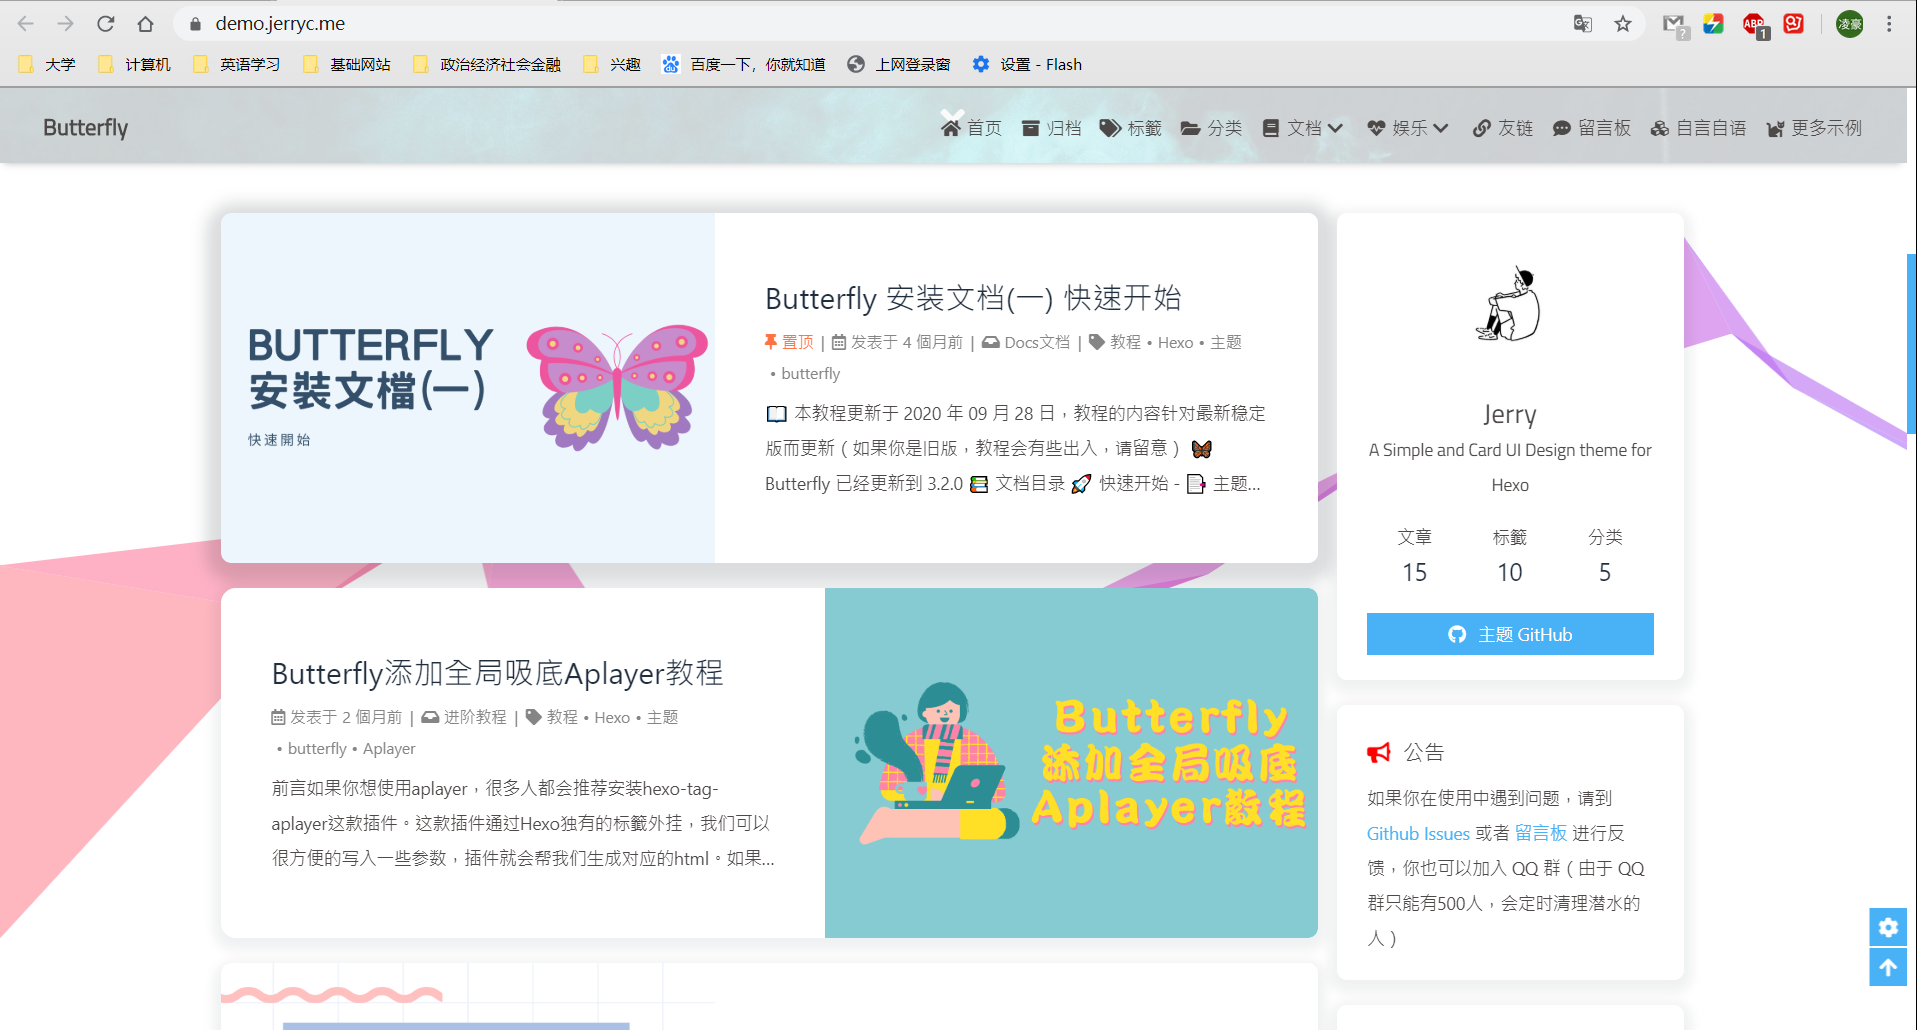 demo.jerryc.me
大学 计算机 英语学习 基础网站 政治经济社会金融 兴趣 百度一下，你就知道 上网登录窗 设置 - Flash
ABP 1 ? 凌豪
Butterfly 首页 归档 标籤 分类 文档 娱乐 友链 留言板 自言自语 更多示例
BUTTERFLY
安裝文檔(一)
快速開始
Butterfly 安装文档(一) 快速开始
置顶 | 发表于 4 個月前 | Docs文档 | 教程 • Hexo • 主题
• butterfly
本教程更新于 2020 年 09 月 28 日，教程的内容针对最新稳定
版而更新（如果你是旧版，教程会有些出入，请留意）
Butterfly 已经更新到 3.2.0 文档目录 快速开始 - 主题...
Butterfly添加全局吸底Aplayer教程
发表于 2 個月前 | 进阶教程 | 教程 • Hexo • 主题
• butterfly • Aplayer
前言如果你想使用aplayer，很多人都会推荐安装hexo-tag-
aplayer这款插件。这款插件通过Hexo独有的标籤外挂，我们可以
很方便的写入一些参数，插件就会帮我们生成对应的html。如果...
Butterfly
添加全局吸底
Aplayer教程
Jerry
A Simple and Card UI Design theme for
Hexo
文章 标籤 分类
15 10 5
主题 GitHub
公告
如果你在使用中遇到问题，请到
Github Issues 或者 留言板 进行反
馈，你也可以加入 QQ 群（由于 QQ
群只能有500人，会定时清理潜水的
人）